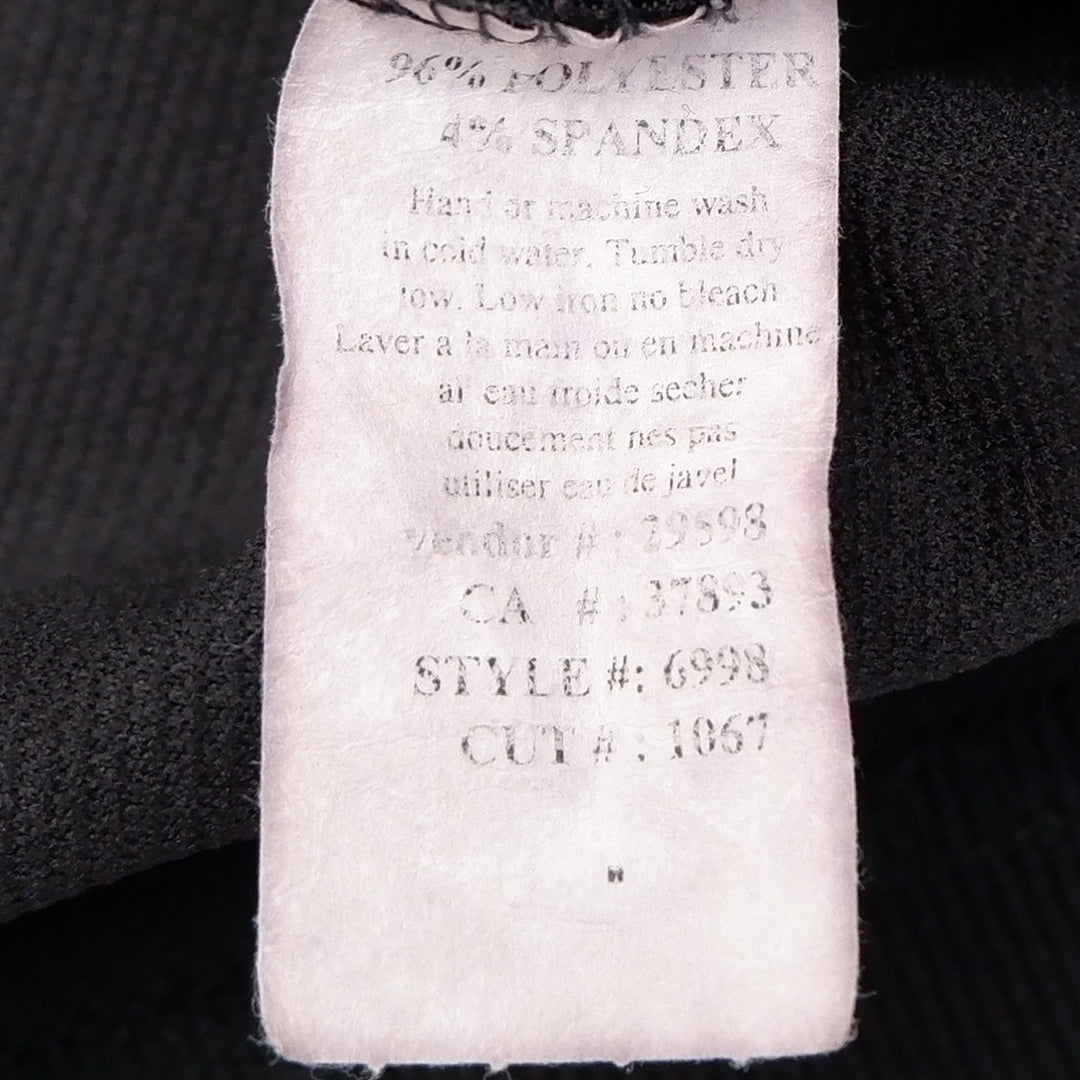 96% POLYESTER
4% SPANDEX
Hand or machine wash
in cold water. Tumble dry
low. Low iron no bleach
Laver a la main ou en machine
al' eau froide secher
doucement nes pas
utiliser eau de javel
vendor # : 29598
CA # : 37893
STYLE #: 6998
CUT # : 1067